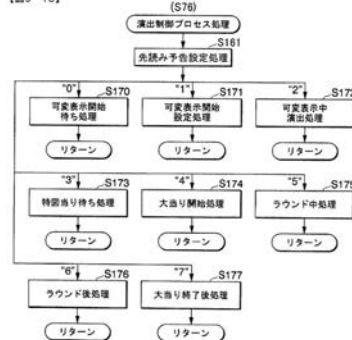 (S76)
演出制御プロセス処理
S161
先読み予告設定処理
"0" S170
可変表示開始
待ち処理
リターン
"1" S171
可変表示開始
設定処理
リターン
"2" S172
可変表示中
演出処理
リターン
"3" S173
特図当り待ち処理
リターン
"4" S174
大当り開始処理
リターン
"5" S175
ラウンド中処理
リターン
"6" S176
ラウンド後処理
リターン
"7" S177
大当り終了後処理
リターン